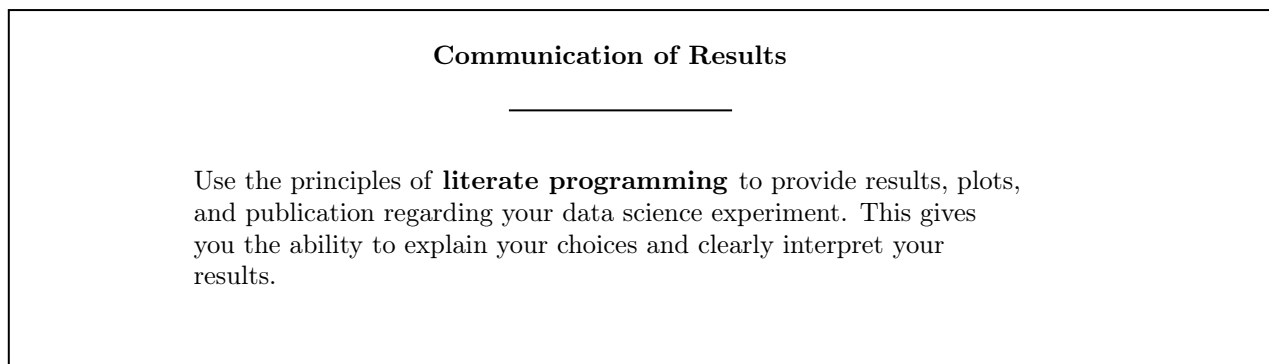 Communication of Results
Use the principles of literate programming to provide results, plots,
and publication regarding your data science experiment. This gives
you the ability to explain your choices and clearly interpret your
results.